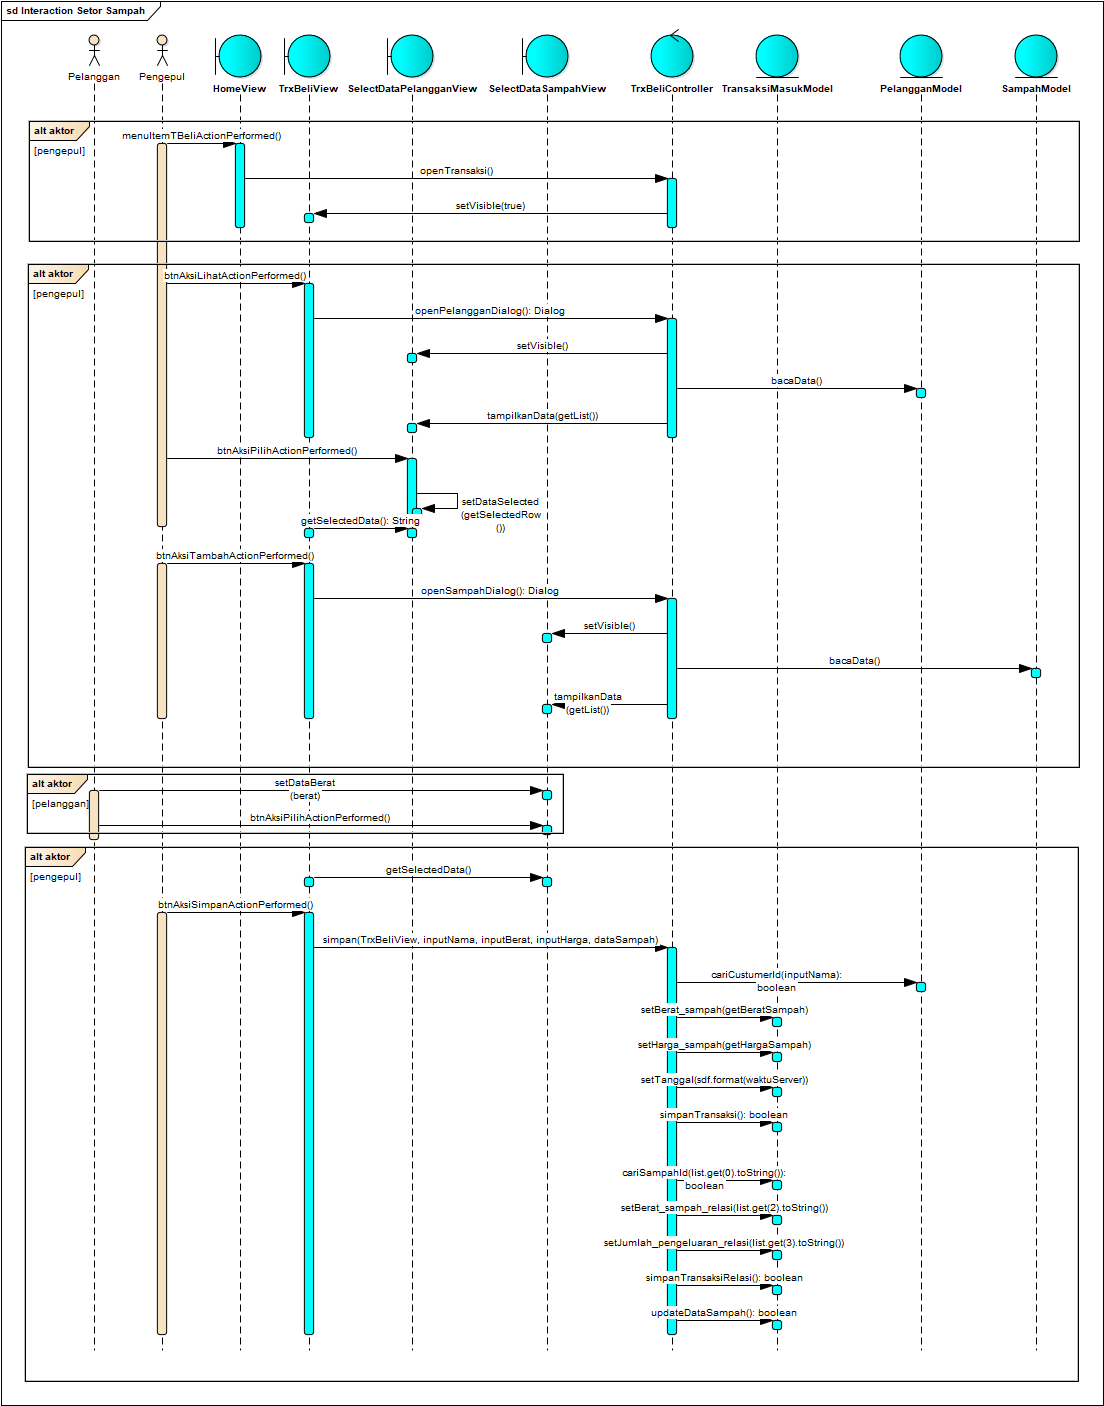 sd Interaction Setor Sampah
Pelanggan
Pengepul
HomeView
TrxBeliView
SelectDataPelangganView
SelectDataSampahView
TrxBeliController
TransaksiMasukModel
PelangganModel
SampahModel
alt aktor
[pengepul]
menuItemTBeliActionPerformed()
openTransaksi()
setVisible(true)
alt aktor
[pengepul]
btnAksiLihatActionPerformed()
openPelangganDialog(): Dialog
setVisible()
bacaData()
tampilkanData(getList())
btnAksiPilihActionPerformed()
setDataSelected
(getSelectedRow
())
getSelectedData(): String
btnAksiTambahActionPerformed()
openSampahDialog(): Dialog
setVisible()
bacaData()
tampilkanData
(getList())
alt aktor
[pelanggan]
setDataBerat
(berat)
btnAksiPilihActionPerformed()
alt aktor
[pengepul]
getSelectedData()
btnAksiSimpanActionPerformed()
simpan(TrxBeliView, inputNama, inputBerat, inputHarga, dataSampah)
cariCustumerId(inputNama):
boolean
setBerat_sampah(getBeratSampah)
setHarga_sampah(getHargaSampah)
setTanggal(sdf.format(waktuServer))
simpanTransaksi(): boolean
cariSampahId(list.get(0).toString()):
boolean
setBerat_sampah_relasi(list.get(2).toString())
setJumlah_pengeluaran_relasi(list.get(3).toString())
simpanTransaksiRelasi(): boolean
updateDataSampah(): boolean